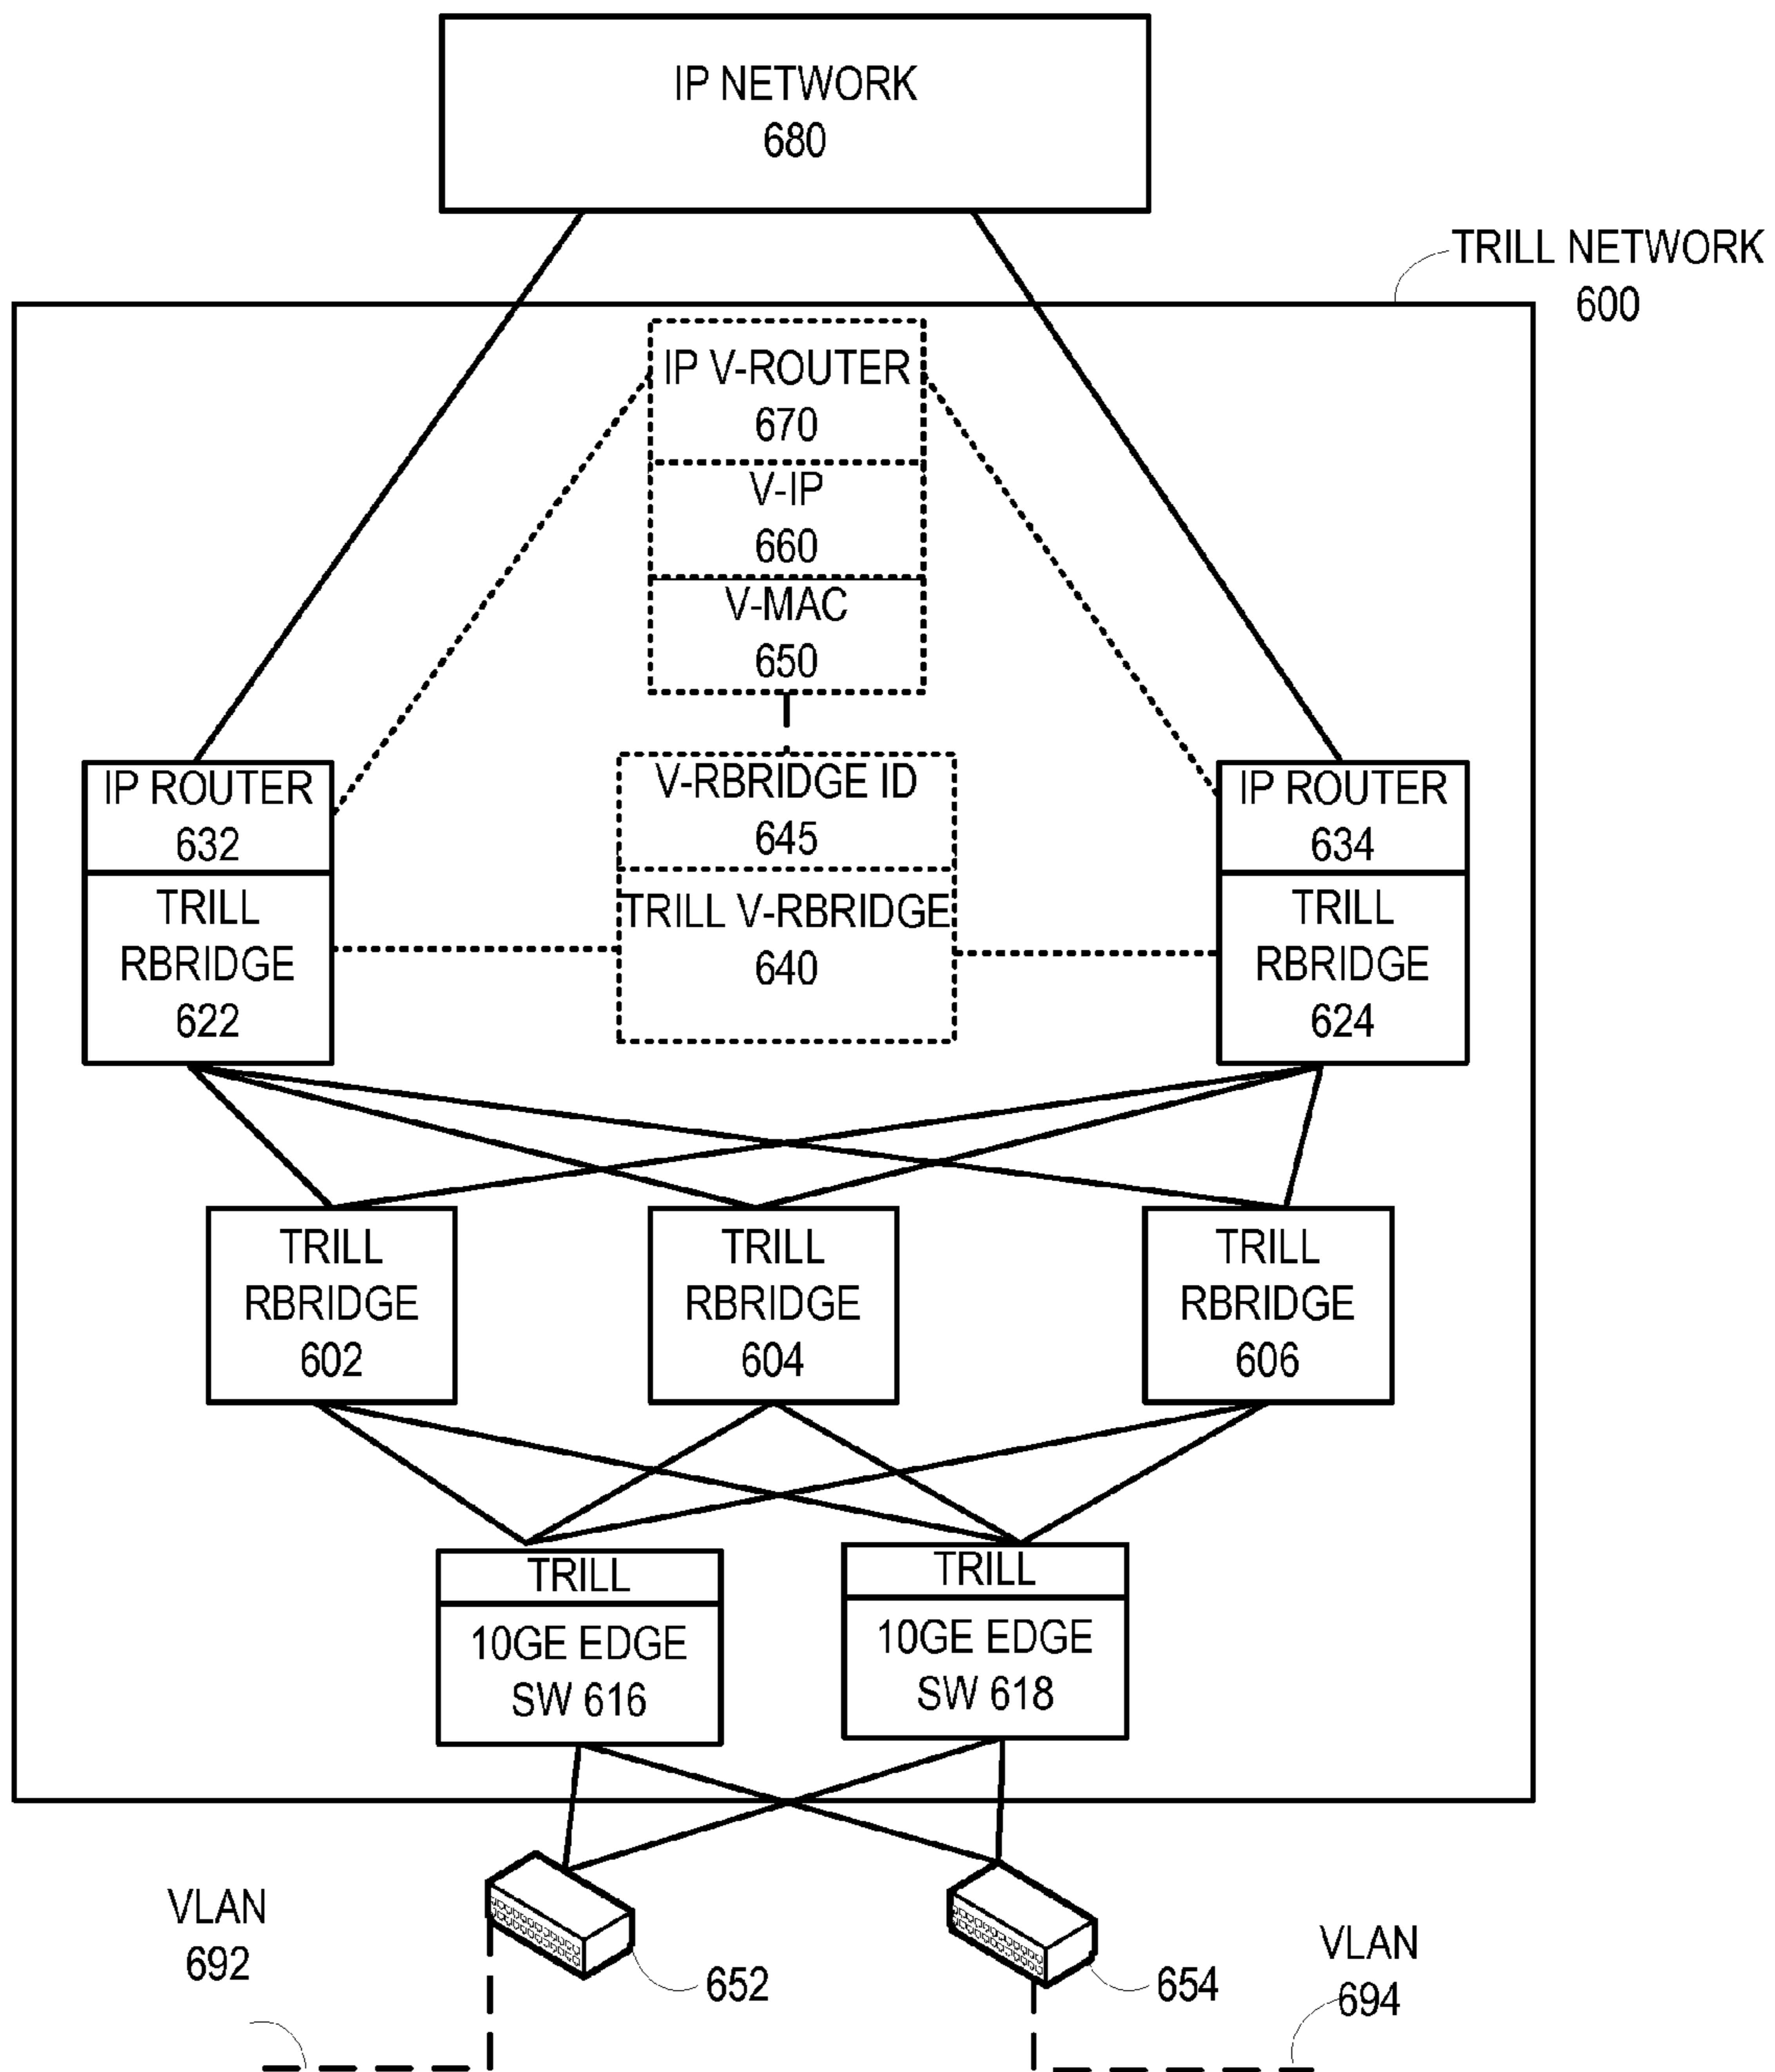 IP NETWORK
680
TRILL NETWORK
600
IP V-ROUTER
670
V-IP
660
V-MAC
650
IP ROUTER
632
TRILL
RBRIDGE
622
V-RBRIDGE ID
645
TRILL V-RBRIDGE
640
IP ROUTER
634
TRILL
RBRIDGE
624
TRILL
RBRIDGE
602
TRILL
RBRIDGE
604
TRILL
RBRIDGE
606
TRILL
10GE EDGE
SW 616
TRILL
10GE EDGE
SW 618
VLAN
692
652
654
VLAN
694